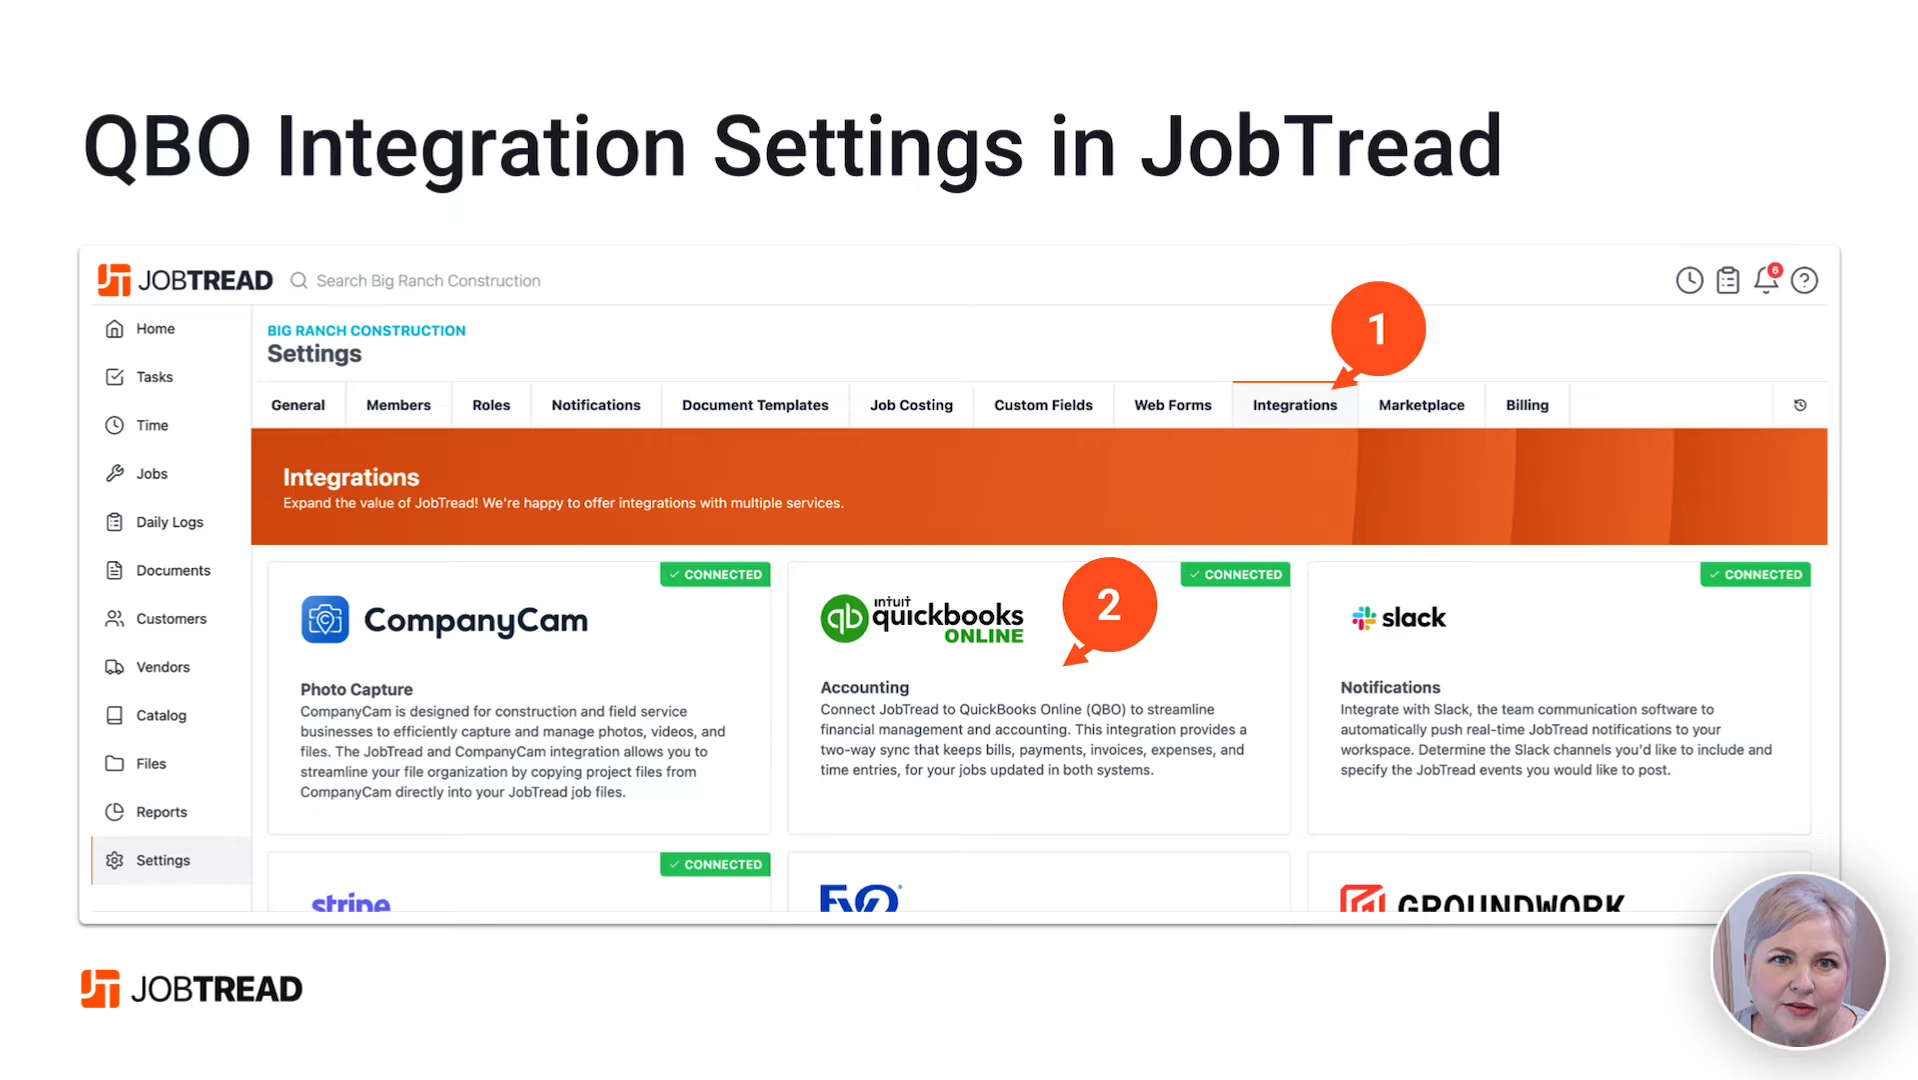 QBO Integration Settings in JobTread
JOBTREAD
Search Big Ranch Construction
6
Home
Tasks
Time
Jobs
Daily Logs
Documents
Customers
Vendors
Catalog
Files
Reports
Settings
BIG RANCH CONSTRUCTION
Settings
1
General
Members
Roles
Notifications
Document Templates
Job Costing
Custom Fields
Web Forms
Integrations
Marketplace
Billing
Integrations
Expand the value of JobTread! We're happy to offer integrations with multiple services.
CONNECTED
CompanyCam
Photo Capture
CompanyCam is designed for construction and field service
businesses to efficiently capture and manage photos, videos, and
files. The JobTread and CompanyCam integration allows you to
streamline your file organization by copying project files from
CompanyCam directly into your JobTread job files.
CONNECTED
2
qb
intuit
quickbooks
ONLINE
Accounting
Connect JobTread to QuickBooks Online (QBO) to streamline
financial management and accounting. This integration provides a
two-way sync that keeps bills, payments, invoices, expenses, and
time entries, for your jobs updated in both systems.
CONNECTED
slack
Notifications
Integrate with Slack, the team communication software to
automatically push real-time JobTread notifications to your
workspace. Determine the Slack channels you'd like to include and
specify the JobTread events you would like to post.
CONNECTED
stripe
EVO
GROUNDWORK
JOBTREAD